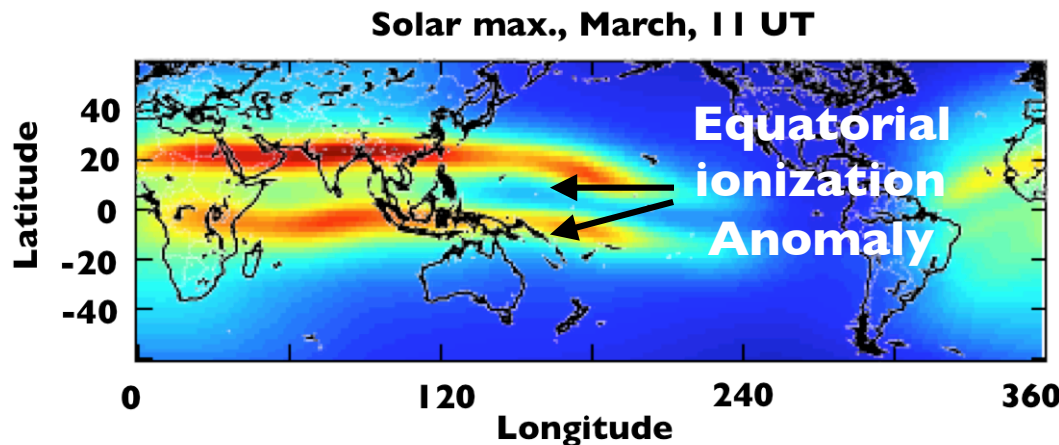 Solar max., March, 11 UT
Equatorial
ionization
Anomaly
Latitude
40
20
0
-20
-40
0 120 240 360
Longitude